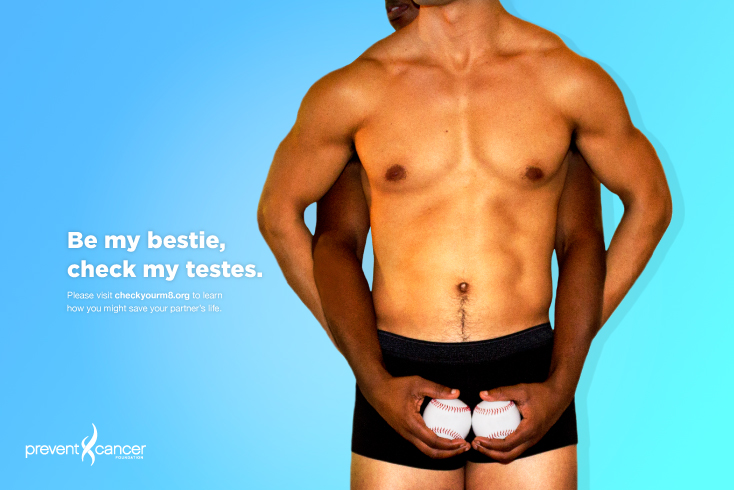 Be my bestie,
check my testes.
Please visit checkyourm8.org to learn
how you might save your partner's life.
prevent cancer
FOUNDATION